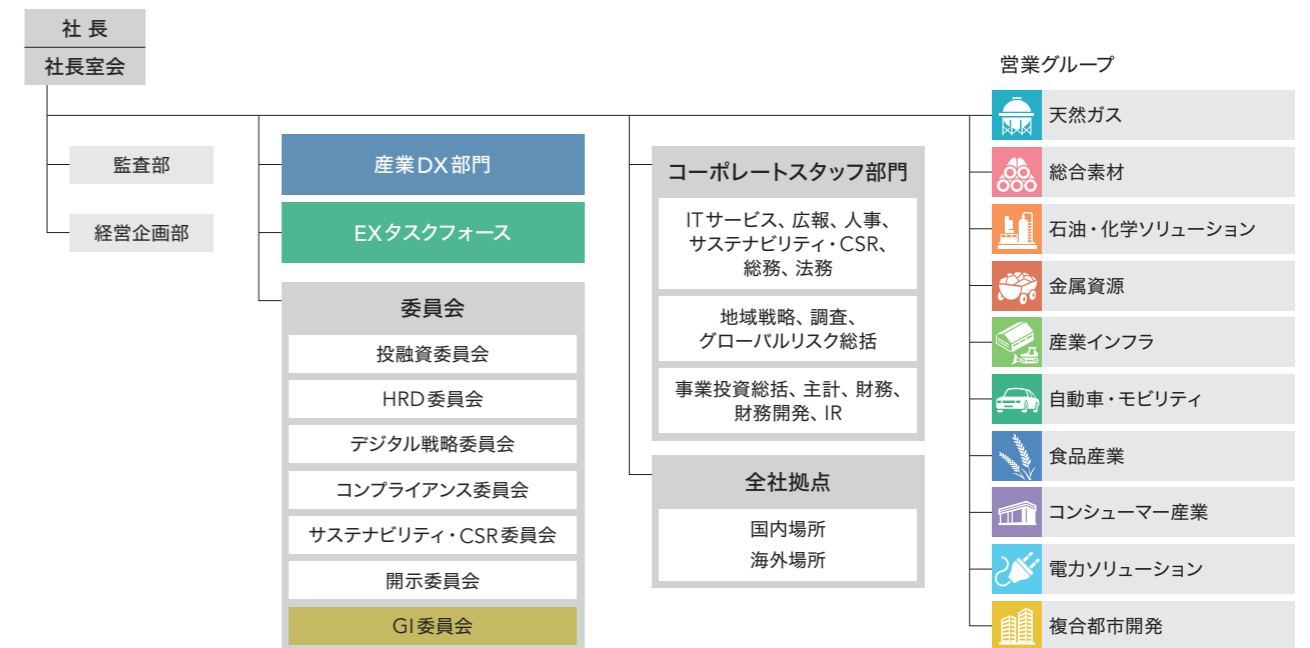 社 長
社長室会
監査部
経営企画部
産業DX部門
EXタスクフォース
委員会
投融資委員会
HRD委員会
デジタル戦略委員会
コンプライアンス委員会
サステナビリティ・CSR委員会
開示委員会
GI委員会
コーポレートスタッフ部門
ITサービス、広報、人事、
サステナビリティ・CSR、
総務、法務
地域戦略、調査、
グローバルリスク総括
事業投資総括、主計、財務、
財務開発、IR
全社拠点
国内場所
海外場所
営業グループ
天然ガス
総合素材
石油・化学ソリューション
金属資源
産業インフラ
自動車・モビリティ
食品産業
コンシューマー産業
電力ソリューション
複合都市開発